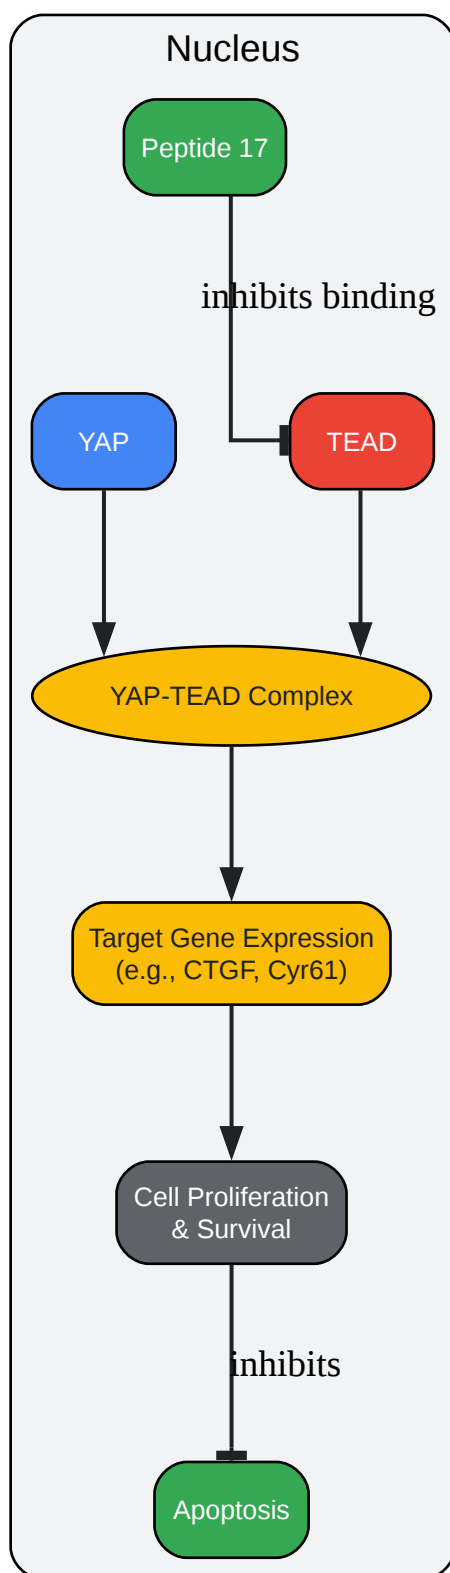 Nucleus
Peptide 17
inhibits binding
YAP
TEAD
YAP-TEAD Complex
Target Gene Expression
(e.g., CTGF, Cyr61)
Cell Proliferation
& Survival
inhibits
Apoptosis